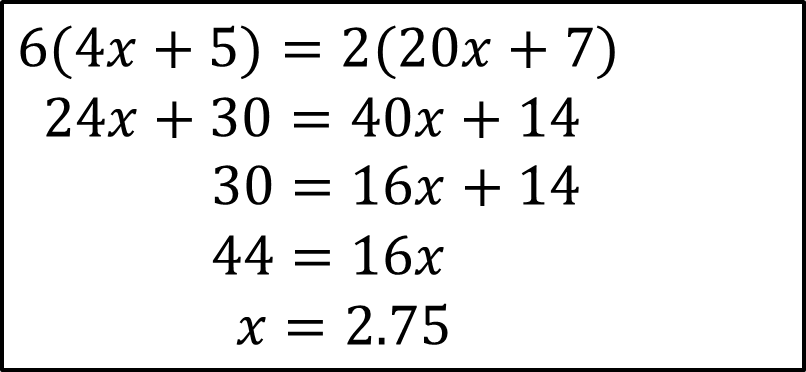 6(4x + 5) = 2(20x + 7)
24x + 30 = 40x + 14
30 = 16x + 14
44 = 16x
x = 2.75